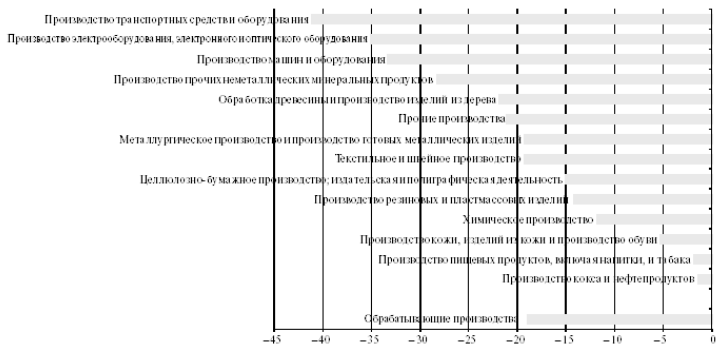 Производство транспортных средств и оборудования
Производство электрооборудования, электронного и оптического оборудования
Производство машин и оборудования
Производство прочих неметаллических минеральных продуктов
Обработка древесины и производство изделий из дерева
Прочие производства
Металлургическое производство и производство готовых металлических изделий
Текстильное и швейное производство
Целлюлозно-бумажное производство; издательская и полиграфическая деятельность
Производство резиновых и пластмассовых изделий
Химическое производство
Производство кожи, изделий из кожи и производство обуви
Производство пищевых продуктов, включая напитки, и табака
Производство кокса и нефтепродуктов
Обрабатывающие производства
−45 −40 −35 −30 −25 −20 −15 −10 −5 0